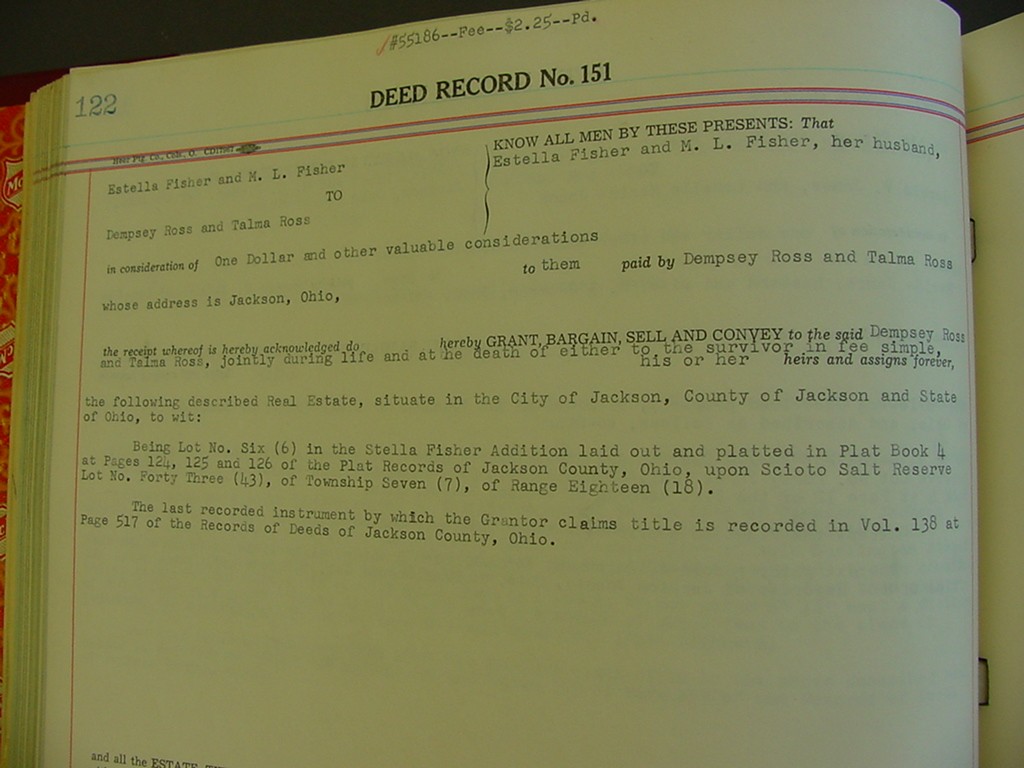 #55186--Fee--$2.25--Pd.
122
DEED RECORD No. 151
KNOW ALL MEN BY THESE PRESENTS: That
Estella Fisher and M. L. Fisher, her husband,
Estella Fisher and M. L. Fisher
TO
Dempsey Ross and Talma Ross
in consideration of One Dollar and other valuable considerations
to them paid by Dempsey Ross and Talma Ross
whose address is Jackson, Ohio,
the receipt whereof is hereby acknowledged do hereby GRANT, BARGAIN, SELL AND CONVEY to the said Dempsey Ross
and Talma Ross, jointly during life and at he death of either to the survivor in fee simple,
his or her heirs and assigns forever,
the following described Real Estate, situate in the City of Jackson, County of Jackson and State
of Ohio, to wit:
Being Lot No. Six (6) in the Stella Fisher Addition laid out and platted in Plat Book 4
at Pages 124, 125 and 126 of the Plat Records of Jackson County, Ohio, upon Scioto Salt Reserve
Lot No. Forty Three (43), of Township Seven (7), of Range Eighteen (18).
The last recorded instrument by which the Grantor claims title is recorded in Vol. 138 at
Page 517 of the Records of Deeds of Jackson County, Ohio.
and all the ESTATE